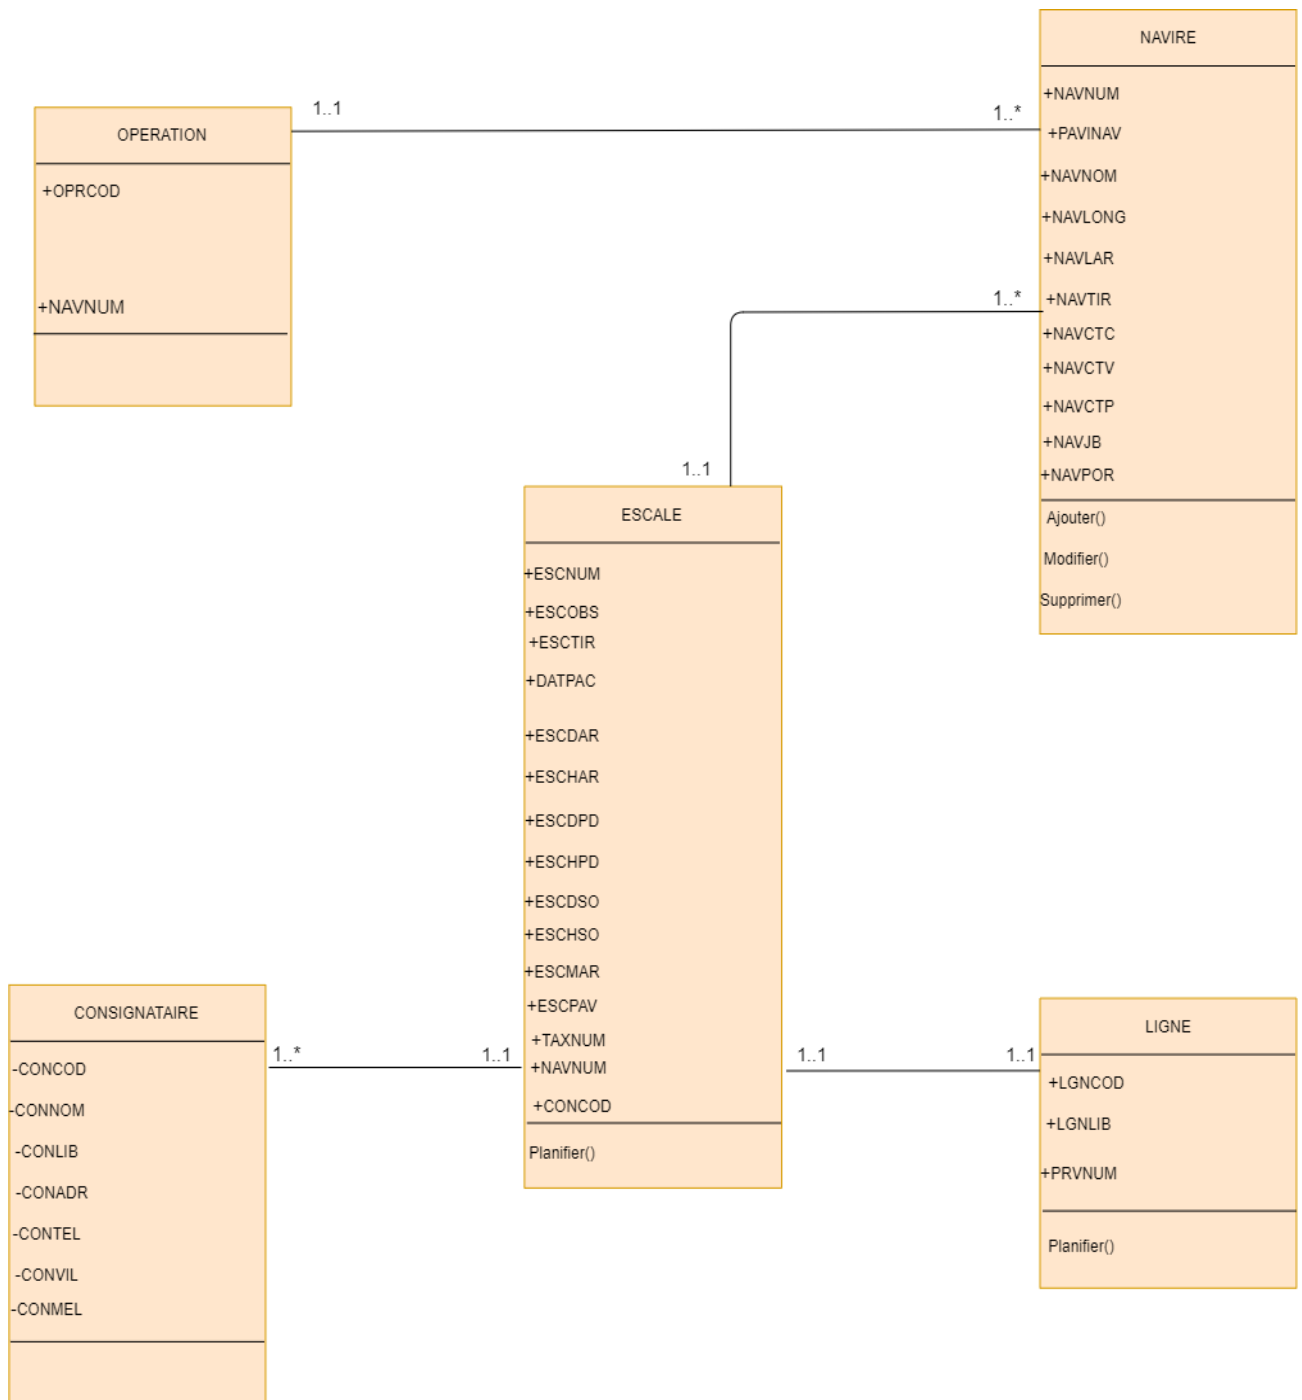 NAVIRE
+NAVNUM
+PAVINAV
+NAVNOM
+NAVLONG
+NAVLAR
+NAVTIR
+NAVCTC
+NAVCTV
+NAVCTP
+NAVJB
+NAVPOR
Ajouter()
Modifier()
Supprimer()
1..1
1..*
OPERATION
+OPRCOD
+NAVNUM
1..*
1..1
ESCALE
+ESCNUM
+ESCOBS
+ESCTIR
+DATPAC
+ESCDAR
+ESCHAR
+ESCDPD
+ESCHPD
+ESCDSO
+ESCHSO
+ESCMAR
+ESCPAV
+TAXNUM
+NAVNUM
+CONCOD
Planifier()
CONSIGNATAIRE
-CONCOD
-CONNOM
-CONLIB
-CONADR
-CONTEL
-CONVIL
-CONMEL
1..*
1..1
1..1
1..1
LIGNE
+LGNCOD
+LGNLIB
+PRVNUM
Planifier()